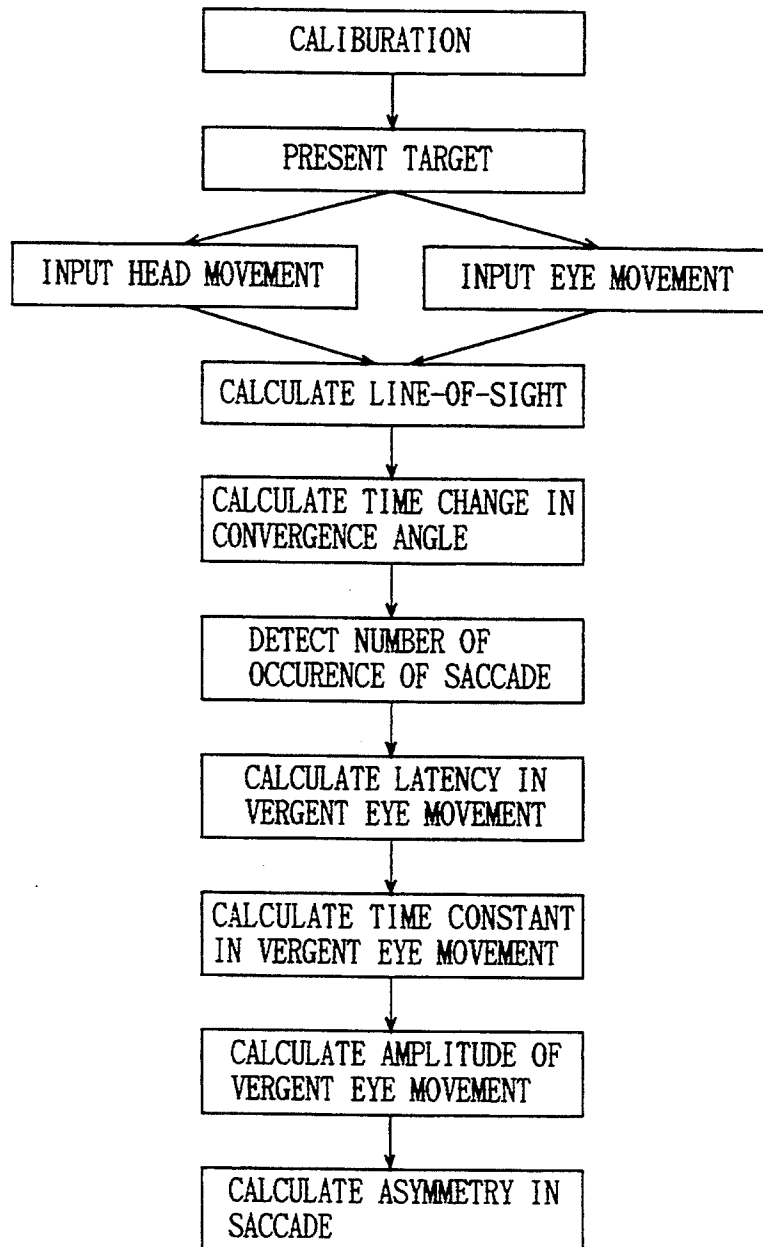 CALIBURATION
PRESENT TARGET
INPUT HEAD MOVEMENT
INPUT EYE MOVEMENT
CALCULATE LINE-OF-SIGHT
CALCULATE TIME CHANGE IN
CONVERGENCE ANGLE
DETECT NUMBER OF
OCCURENCE OF SACCADE
CALCULATE LATENCY IN
VERGENT EYE MOVEMENT
CALCULATE TIME CONSTANT
IN VERGENT EYE MOVEMENT
CALCULATE AMPLITUDE OF
VERGENT EYE MOVEMENT
CALCULATE ASYMMETRY IN
SACCADE